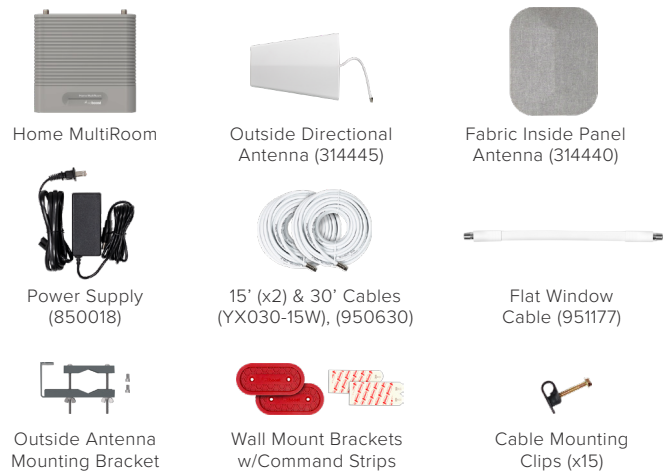 Home MultiRoom
Outside Directional
Antenna (314445)
Fabric Inside Panel
Antenna (314440)
Power Supply
(850018)
15’ (x2) & 30’ Cables
(YX030-15W), (950630)
Flat Window
Cable (951177)
Outside Antenna
Mounting Bracket
Wall Mount Brackets
w/Command Strips
Cable Mounting
Clips (x15)